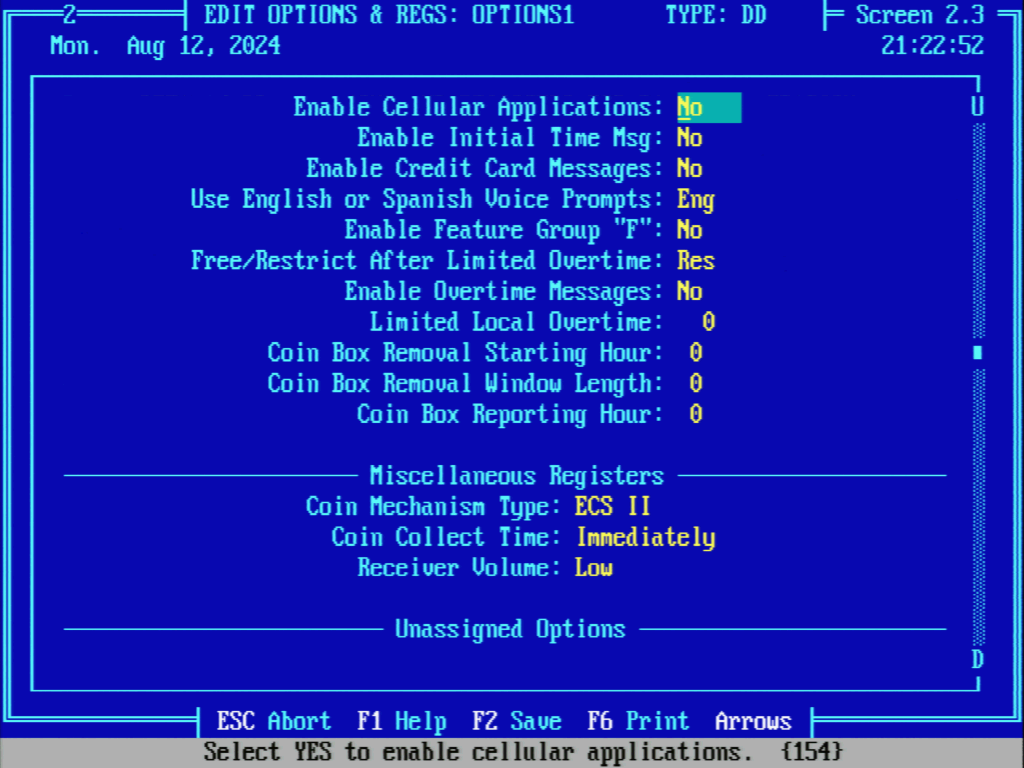 2 EDIT OPTIONS & REGS: OPTIONS1 TYPE: DD Screen 2.3
Mon. Aug 12, 2024 21:22:52
Enable Cellular Applications: No U
Enable Initial Time Msg: No
Enable Credit Card Messages: No
Use English or Spanish Voice Prompts: Eng
Enable Feature Group "F": No
Free/Restrict After Limited Overtime: Res
Enable Overtime Messages: No
Limited Local Overtime: 0
Coin Box Removal Starting Hour: 0
Coin Box Removal Window Length: 0
Coin Box Reporting Hour: 0
Miscellaneous Registers
Coin Mechanism Type: ECS II
Coin Collect Time: Immediately
Receiver Volume: Low
Unassigned Options
D
ESC Abort F1 Help F2 Save F6 Print Arrows
Select YES to enable cellular applications. {154}